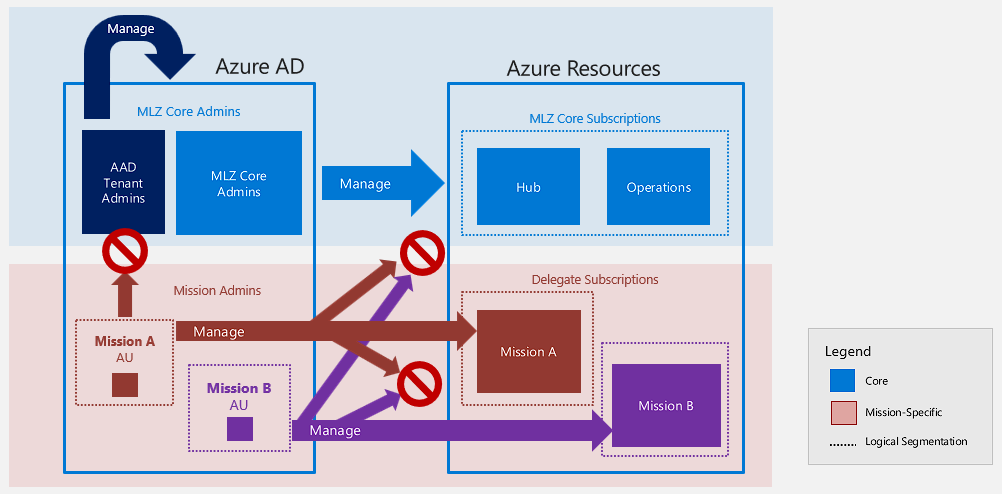 Manage
Azure AD
Azure Resources
MLZ Core Admins
MLZ Core Subscriptions
AAD
Tenant
Admins
MLZ Core
Admins
Manage
Hub
Operations
Mission Admins
Delegate Subscriptions
Mission A
AU
Manage
Mission A
Mission B
AU
Manage
Mission B
Legend
Core
Mission-Specific
Logical Segmentation